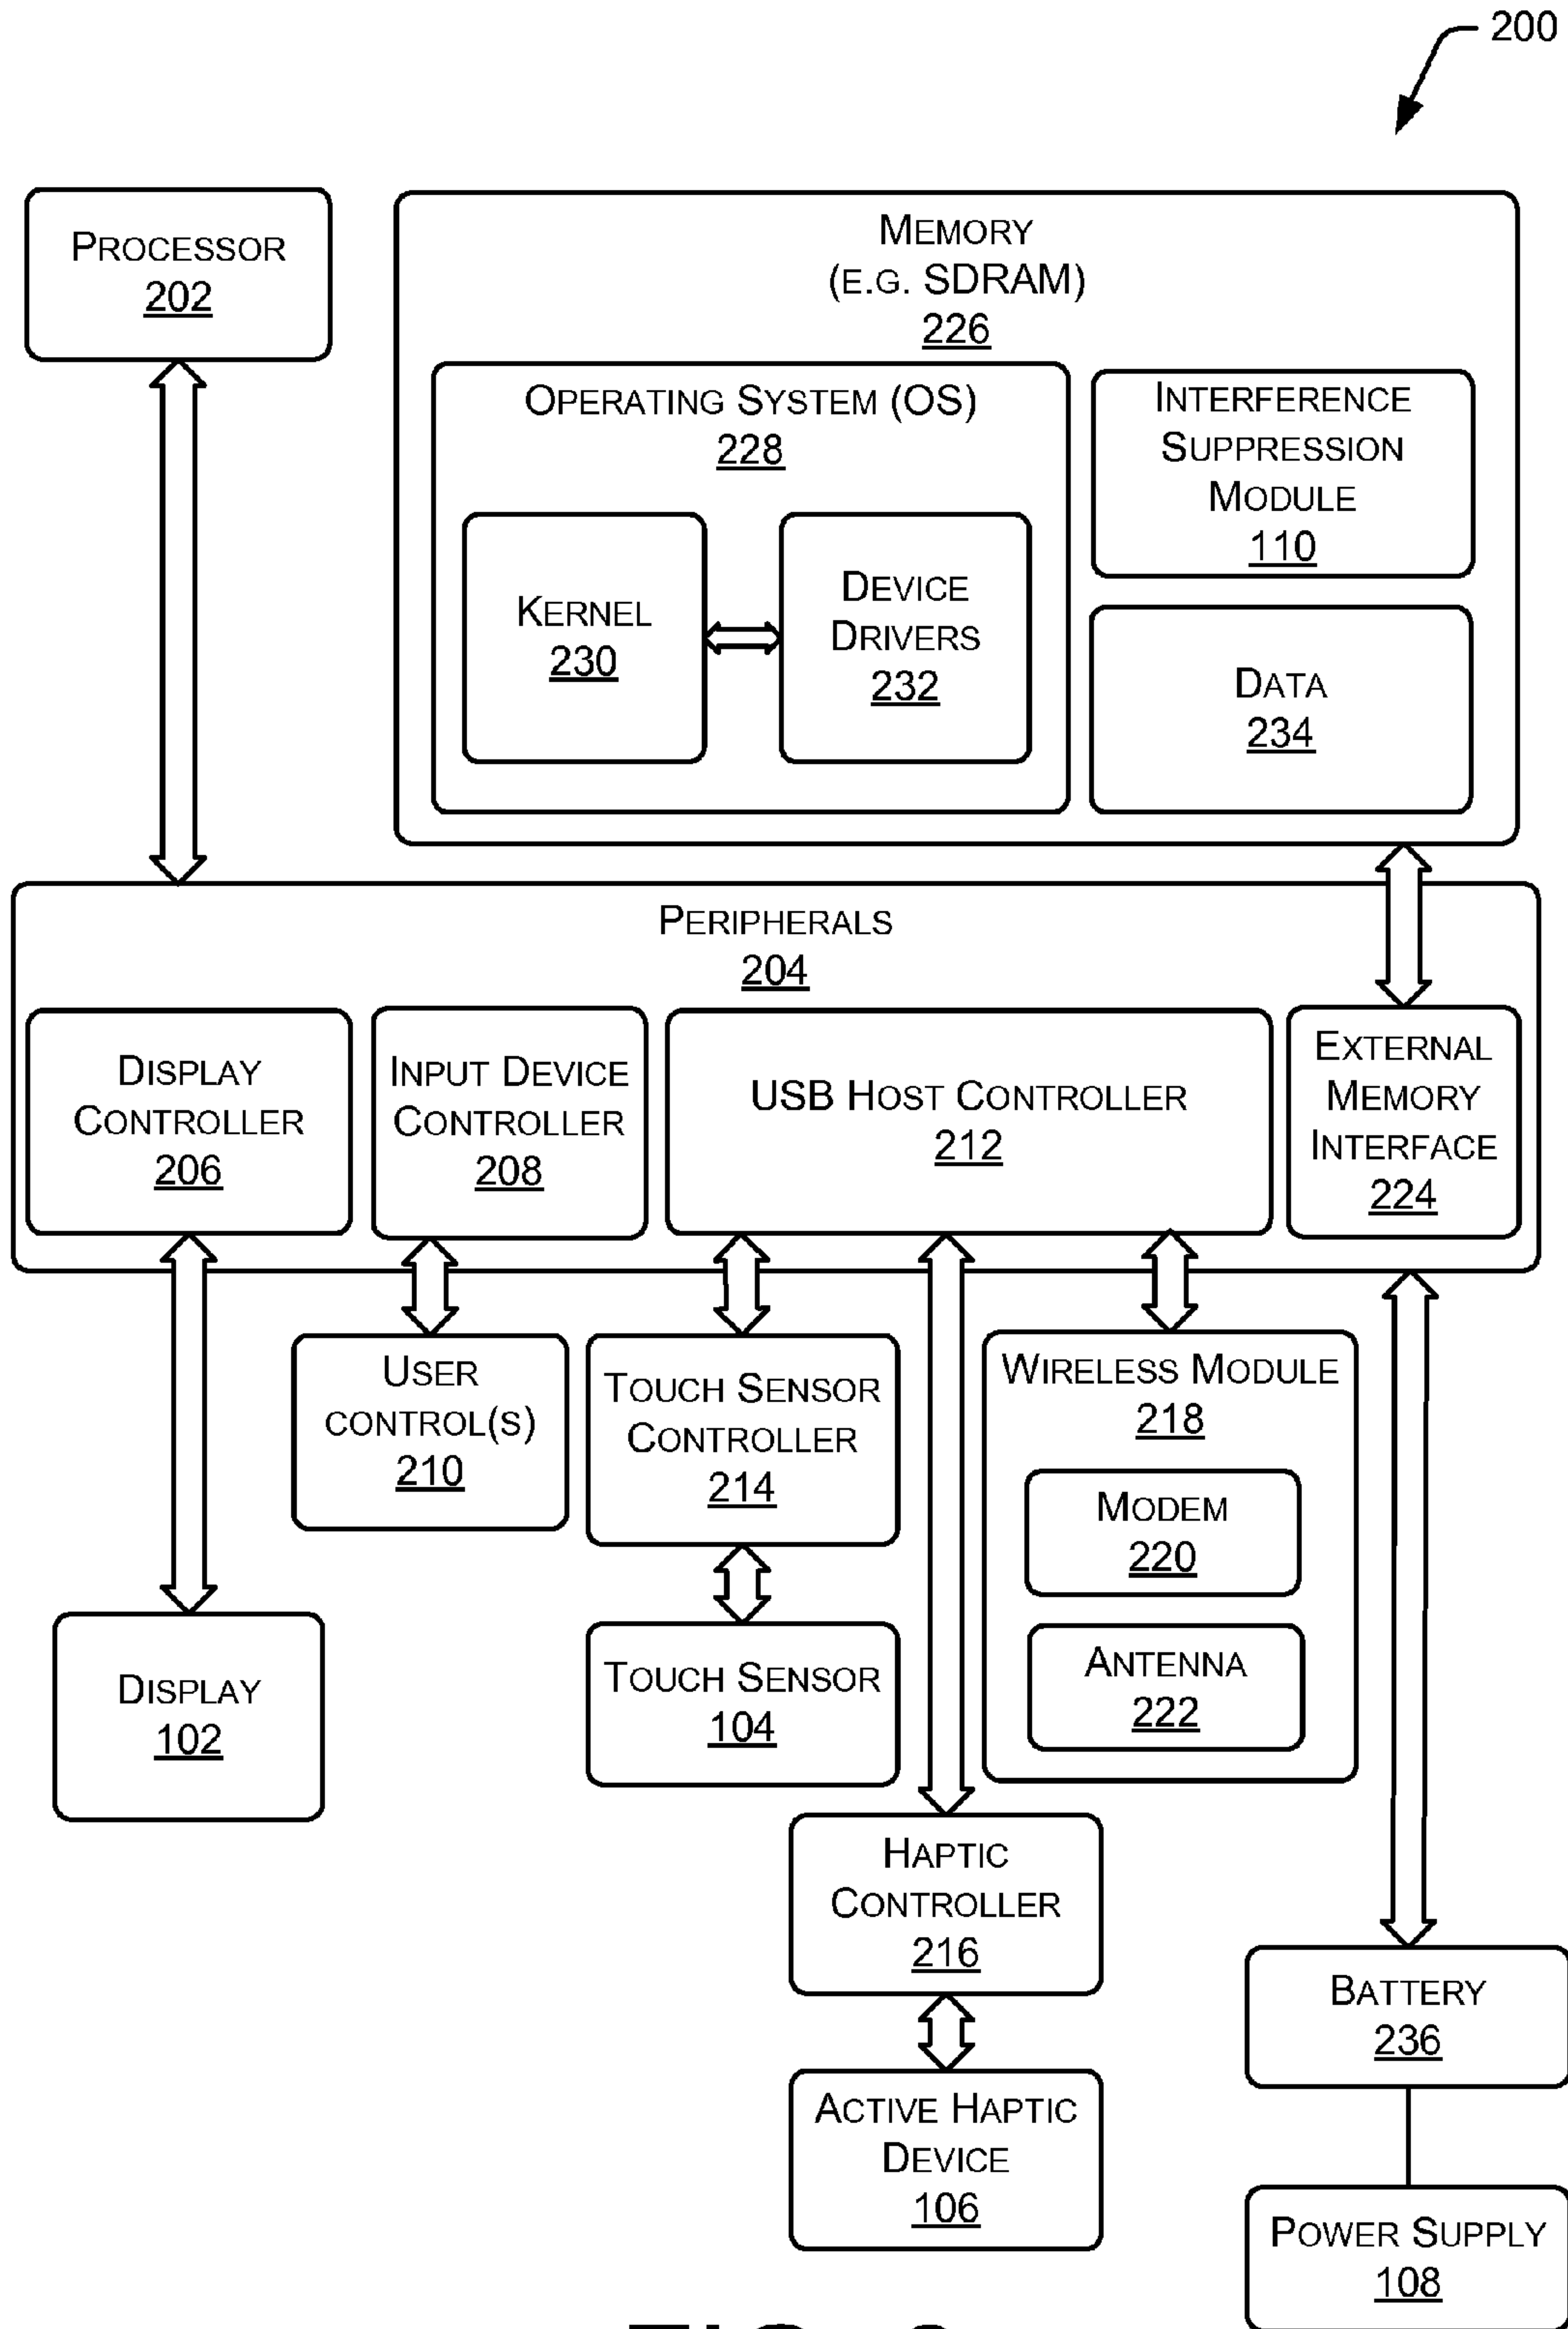 200
PROCESSOR
202
MEMORY
(E.G. SDRAM)
226
OPERATING SYSTEM (OS)
228
KERNEL
230
DEVICE
DRIVERS
232
INTERFERENCE
SUPPRESSION
MODULE
110
DATA
234
PERIPHERALS
204
DISPLAY
CONTROLLER
206
INPUT DEVICE
CONTROLLER
208
USB HOST CONTROLLER
212
EXTERNAL
MEMORY
INTERFACE
224
USER
CONTROL(S)
210
TOUCH SENSOR
CONTROLLER
214
WIRELESS MODULE
218
MODEM
220
ANTENNA
222
DISPLAY
102
TOUCH SENSOR
104
HAPTIC
CONTROLLER
216
ACTIVE HAPTIC
DEVICE
106
BATTERY
236
POWER SUPPLY
108